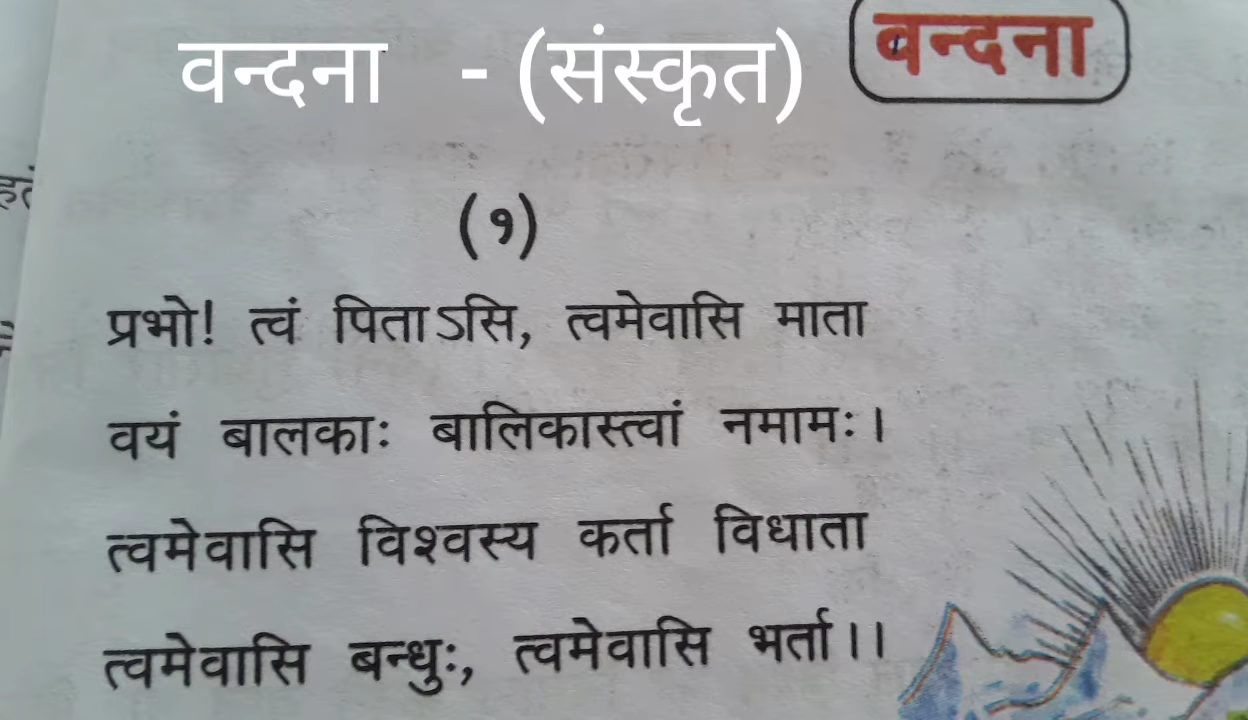 वन्दना - (संस्कृत)
वन्दना
(१)
प्रभो! त्वं पिताऽसि, त्वमेवासि माता
वयं बालकाः बालिकास्त्वां नमामः।
त्वमेवासि विश्वस्य कर्ता विधाता
त्वमेवासि बन्धुः, त्वमेवासि भर्ता।।